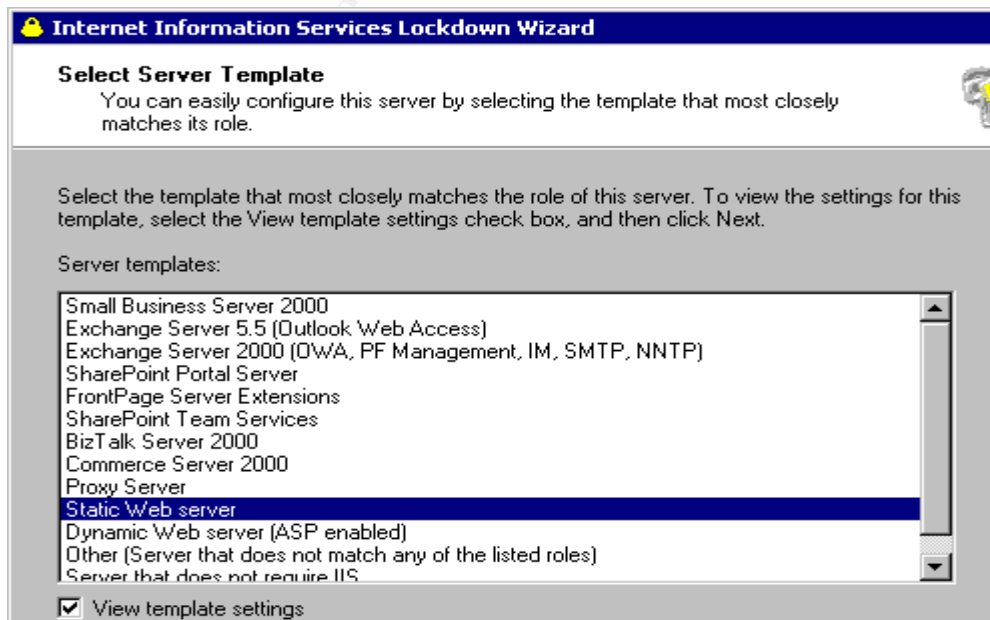 Internet Information Services Lockdown Wizard
Select Server Template
You can easily configure this server by selecting the template that most closely
matches its role.
Select the template that most closely matches the role of this server. To view the settings for this
template, select the View template settings check box, and then click Next.
Server templates:
Small Business Server 2000
Exchange Server 5.5 (Outlook Web Access)
Exchange Server 2000 (OWA, PF Management, IM, SMTP, NNTP)
SharePoint Portal Server
FrontPage Server Extensions
SharePoint Team Services
BizTalk Server 2000
Commerce Server 2000
Proxy Server
Static Web server
Dynamic Web server (ASP enabled)
Other (Server that does not match any of the listed roles)
Server that does not require IIS
View template settings